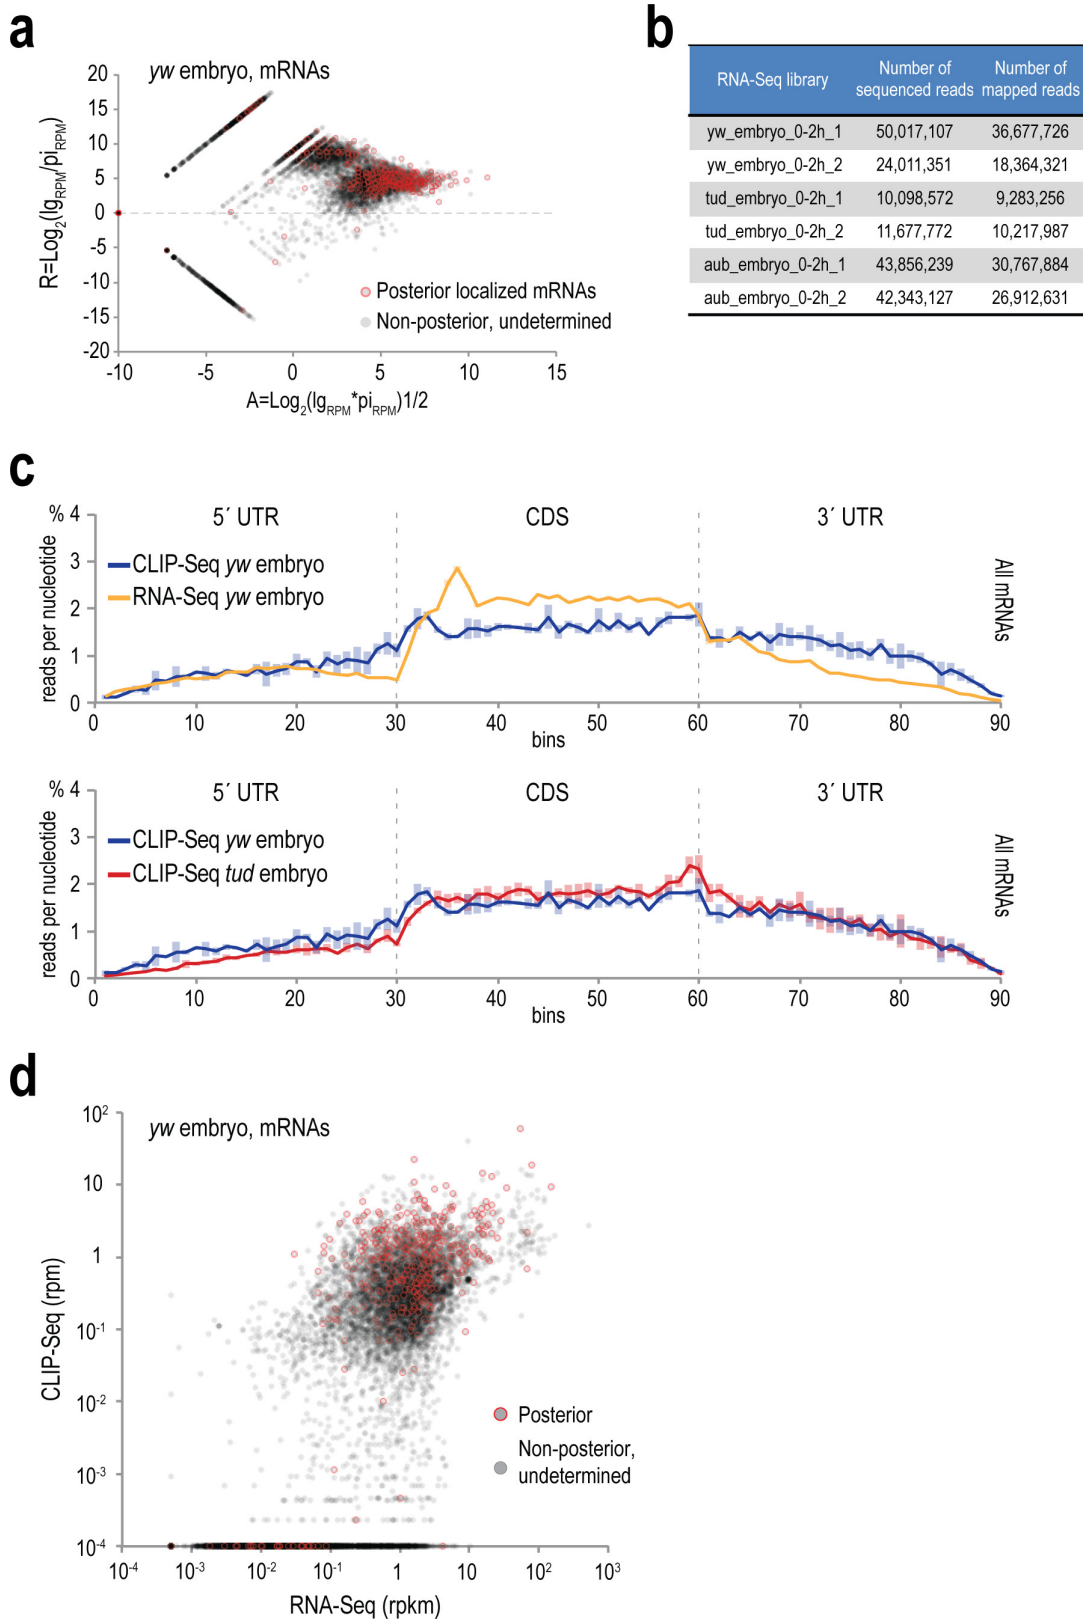 a
yw embryo, mRNAs
R=Log2(lgRPM/piRPM)
20
15
10
5
0
-5
-10
-15
-20
Posterior localized mRNAs
Non-posterior, undetermined
-10 -5 0 5 10 15
A=Log2(lgRPM*piRPM)1/2
b
RNA-Seq library Number of sequenced reads Number of mapped reads
yw_embryo_0-2h_1 50,017,107 36,677,726
yw_embryo_0-2h_2 24,011,351 18,364,321
tud_embryo_0-2h_1 10,098,572 9,283,256
tud_embryo_0-2h_2 11,677,772 10,217,987
aub_embryo_0-2h_1 43,856,239 30,767,884
aub_embryo_0-2h_2 42,343,127 26,912,631
c
% 4
3
2
1
0
reads per nucleotide
5´ UTR CDS 3´ UTR
CLIP-Seq yw embryo
RNA-Seq yw embryo
All mRNAs
0 10 20 30 40 50 60 70 80 90
bins
% 4
3
2
1
0
reads per nucleotide
5´ UTR CDS 3´ UTR
CLIP-Seq yw embryo
CLIP-Seq tud embryo
All mRNAs
0 10 20 30 40 50 60 70 80 90
bins
d
yw embryo, mRNAs
CLIP-Seq (rpm)
10²
10
1
10⁻¹
10⁻²
10⁻³
10⁻⁴
Posterior
Non-posterior,
undetermined
10⁻⁴ 10⁻³ 10⁻² 10⁻¹ 1 10 10² 10³
RNA-Seq (rpkm)